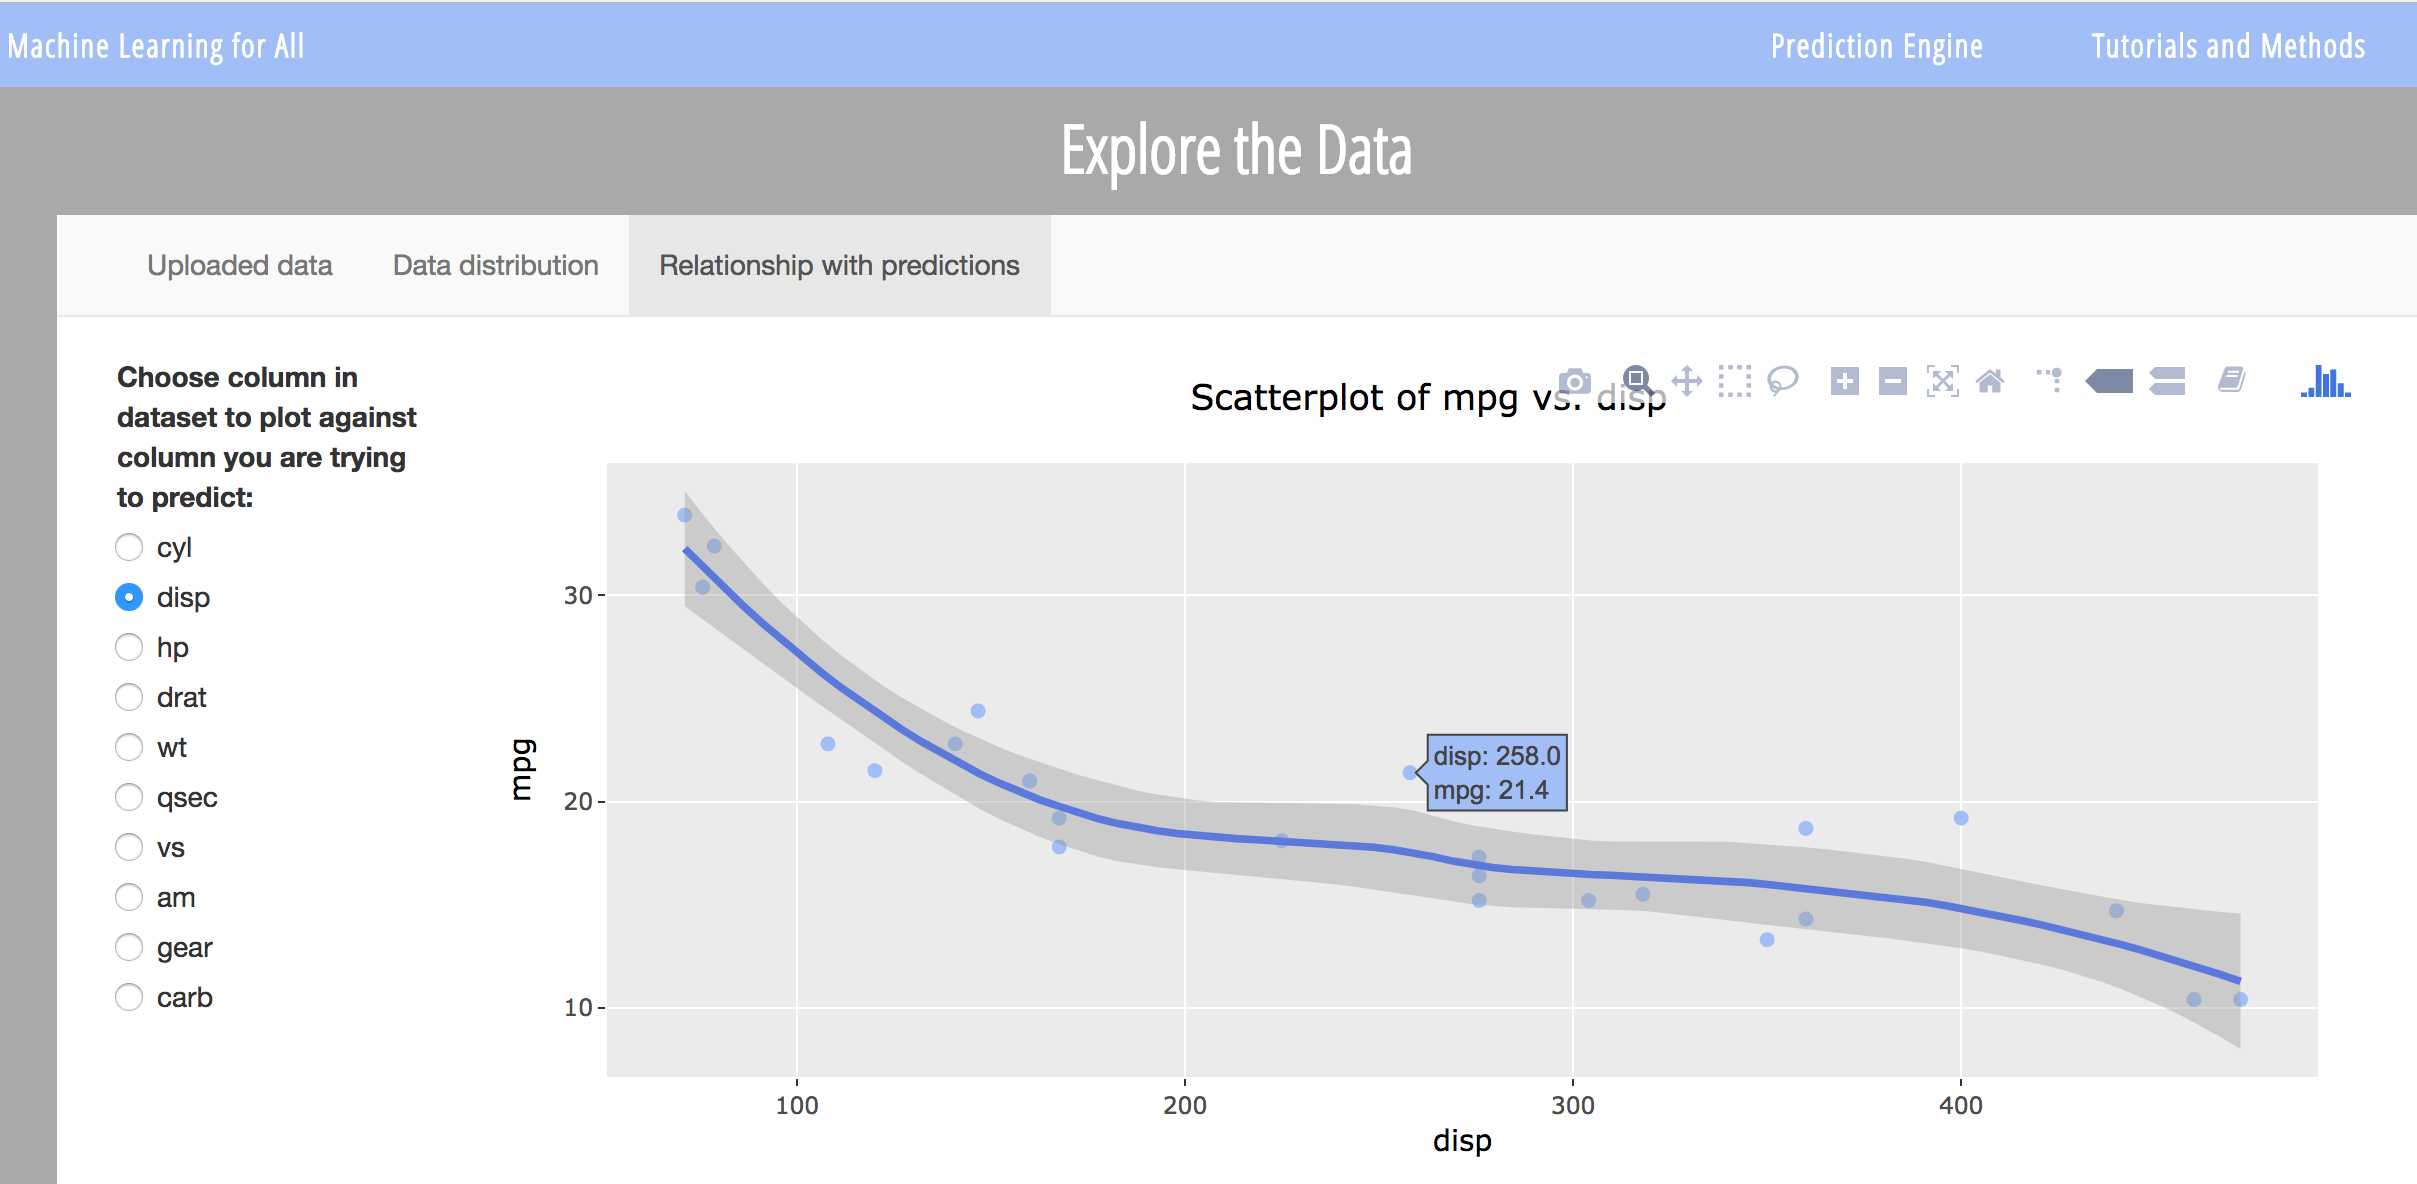 Machine Learning for All
Prediction Engine
Tutorials and Methods
Explore the Data
Uploaded data
Data distribution
Relationship with predictions
Choose column in
dataset to plot against
column you are trying
to predict:
cyl
disp
hp
drat
wt
qsec
vs
am
gear
carb
Scatterplot of mpg vs. disp
mpg
30
20
10
disp: 258.0
mpg: 21.4
100
200
300
400
disp